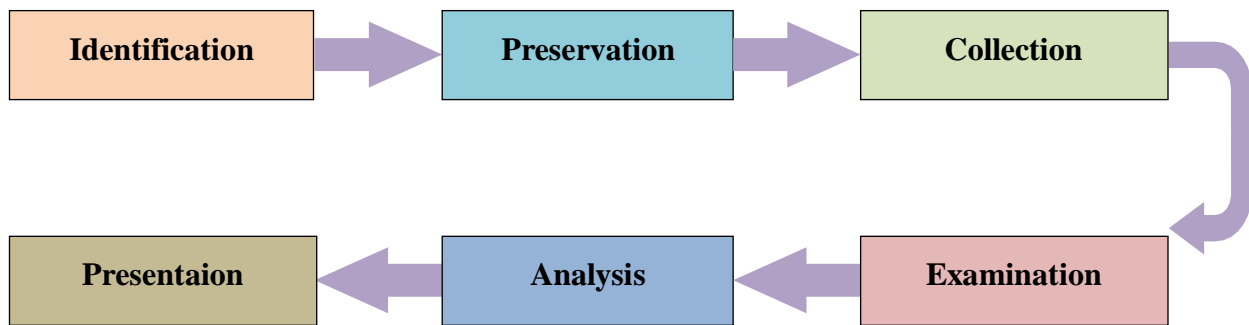 Identification
Preservation
Collection
Examination
Analysis
Presentaion